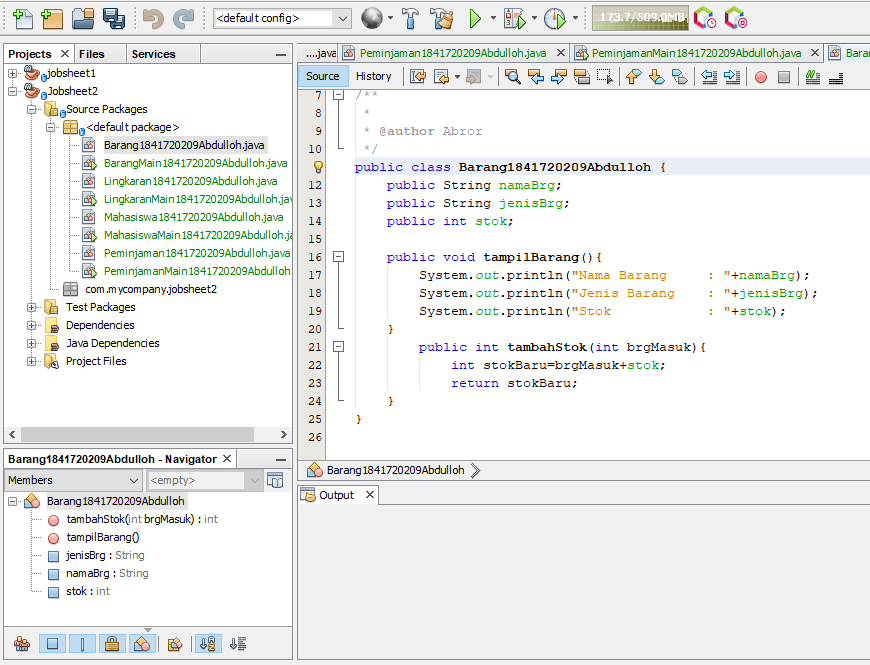 <default config>
173.7/509.0MB
Projects Files Services
jobsheet1
Jobsheet2
Source Packages
<default package>
Barang1841720209Abdulloh.java
BarangMain1841720209Abdulloh.java
Lingkaran1841720209Abdulloh.java
LingkaranMain1841720209Abdulloh.jav
Mahasiswa1841720209Abdulloh.java
MahasiswaMain1841720209Abdulloh.ja
Peminjaman1841720209Abdulloh.java
PeminjamanMain1841720209Abdulloh
com.mycompany.jobsheet2
Test Packages
Dependencies
Java Dependencies
Project Files
Barang1841720209Abdulloh - Navigator
Members <empty>
Barang1841720209Abdulloh
tambahStok(int brgMasuk) : int
tampilBarang()
jenisBrg : String
namaBrg : String
stok : int
....java Peminjaman1841720209Abdulloh.java PeminjamanMain1841720209Abdulloh.java Baran
Source History
7 /**
8 *
9 * @author Abror
10 */
public class Barang1841720209Abdulloh {
12 public String namaBrg;
13 public String jenisBrg;
14 public int stok;
15
16 public void tampilBarang(){
17 System.out.println("Nama Barang : "+namaBrg);
18 System.out.println("Jenis Barang : "+jenisBrg);
19 System.out.println("Stok : "+stok);
20 }
21 public int tambahStok(int brgMasuk){
22 int stokBaru=brgMasuk+stok;
23 return stokBaru;
24 }
25 }
26
Barang1841720209Abdulloh
Output